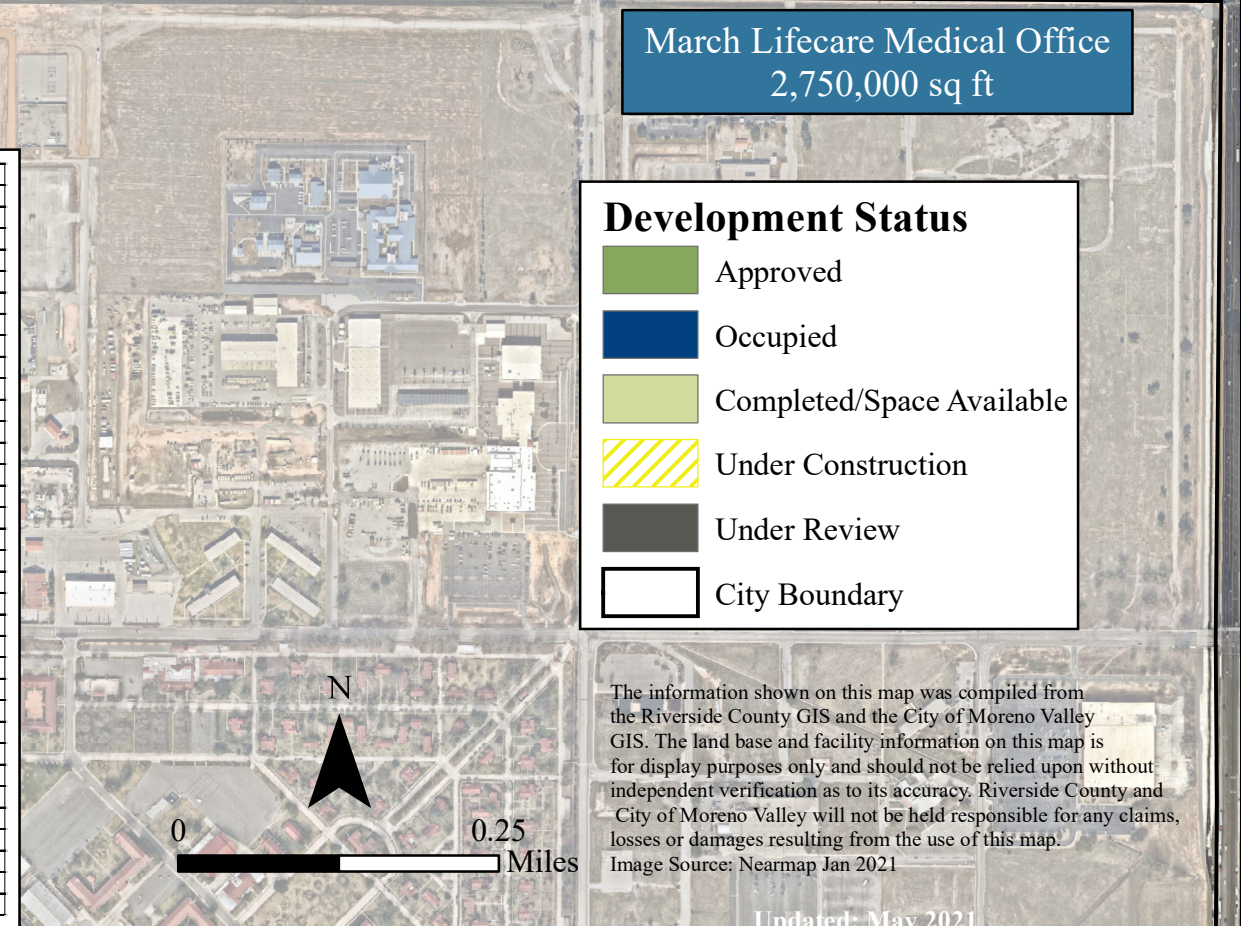 March Lifecare Medical Office
2,750,000 sq ft
Development Status
Approved
Occupied
Completed/Space Available
Under Construction
Under Review
City Boundary
N
0 0.25
Miles
The information shown on this map was compiled from
the Riverside County GIS and the City of Moreno Valley
GIS. The land base and facility information on this map is
for display purposes only and should not be relied upon without
independent verification as to its accuracy. Riverside County and
City of Moreno Valley will not be held responsible for any claims,
losses or damages resulting from the use of this map.
Image Source: Nearmap Jan 2021
Updated: May 2021